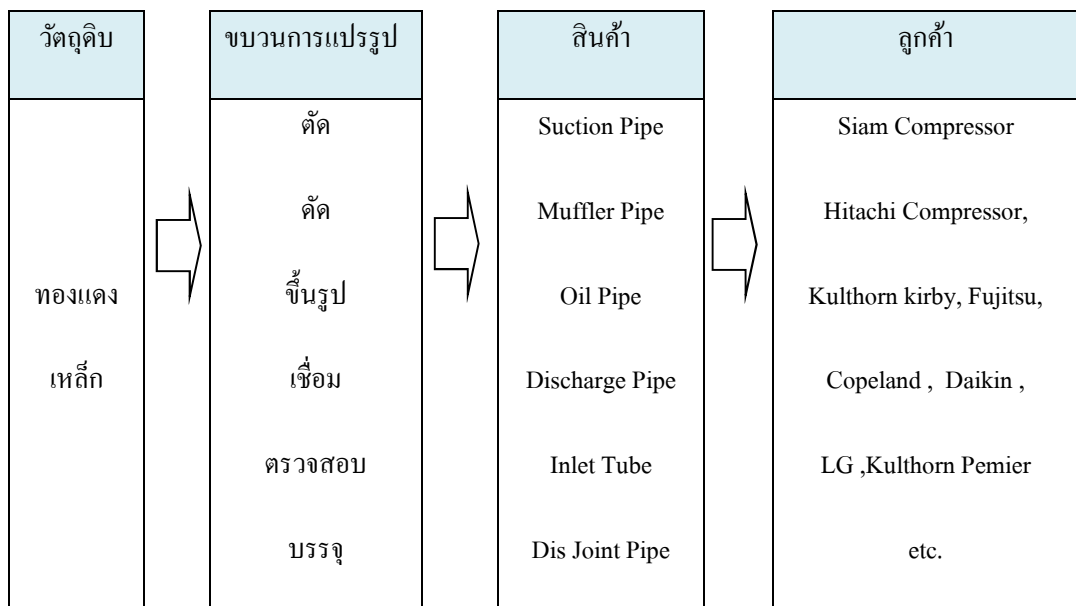 วัตถุดิบ
ทองแดง
เหล็ก
ขบวนการแปรรูป
ตัด
ดัด
ขึ้นรูป
เชื่อม
ตรวจสอบ
บรรจุ
สินค้า
Suction Pipe
Muffler Pipe
Oil Pipe
Discharge Pipe
Inlet Tube
Dis Joint Pipe
ลูกค้า
Siam Compressor
Hitachi Compressor,
Kulthorn kirby, Fujitsu,
Copeland , Daikin ,
LG ,Kulthorn Pemier
etc.